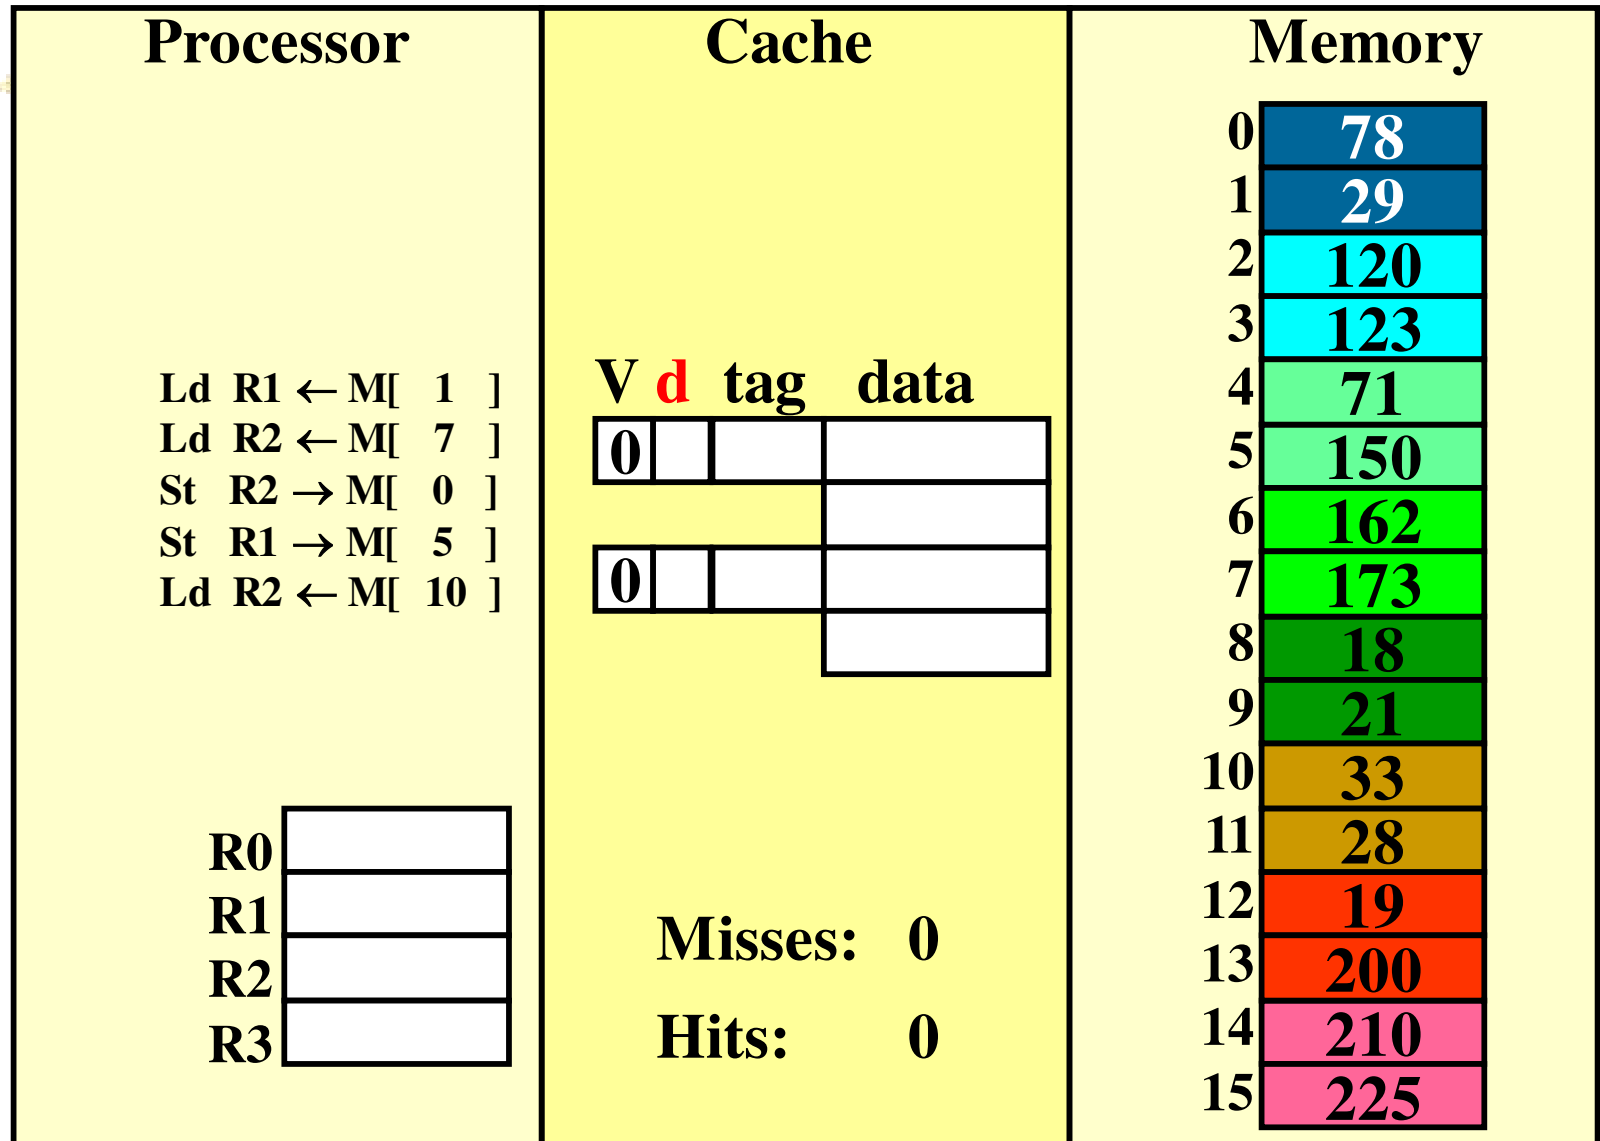 Processor
Ld R1 ← M[ 1 ]
Ld R2 ← M[ 7 ]
St R2 → M[ 0 ]
St R1 → M[ 5 ]
Ld R2 ← M[ 10 ]
R0
R1
R2
R3
Cache
V d tag data
0
0
Misses: 0
Hits: 0
Memory
0 78
1 29
2 120
3 123
4 71
5 150
6 162
7 173
8 18
9 21
10 33
11 28
12 19
13 200
14 210
15 225